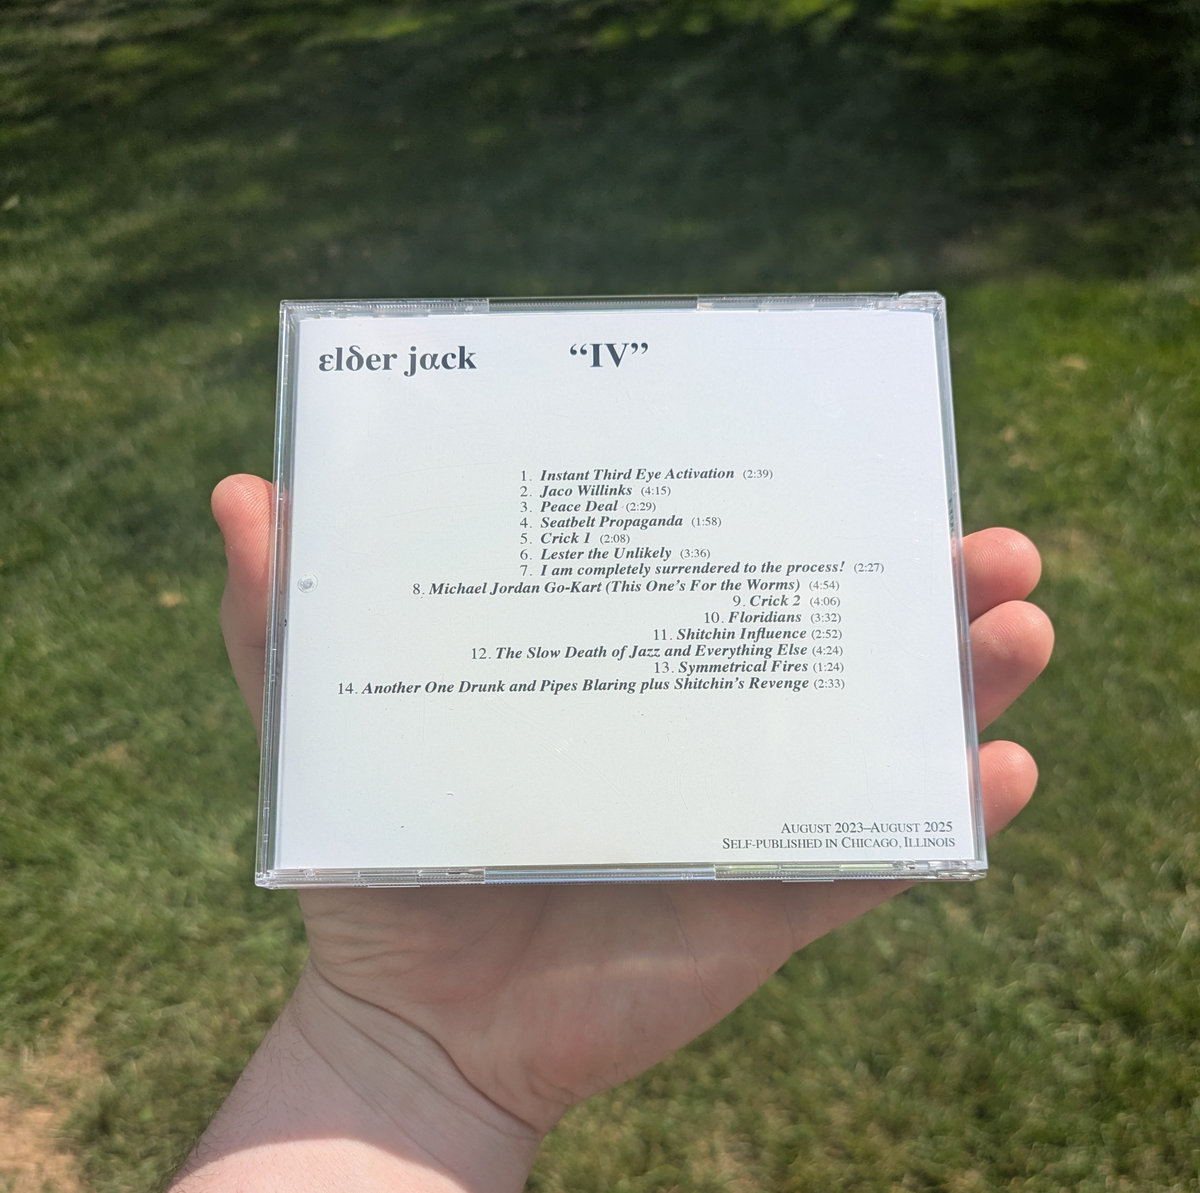 εlδer jαck “IV”
1. Instant Third Eye Activation (2:39)
2. Jaco Willinks (4:15)
3. Peace Deal (2:29)
4. Seatbelt Propaganda (1:58)
5. Crick 1 (2:08)
6. Lester the Unlikely (3:36)
7. I am completely surrendered to the process! (2:27)
8. Michael Jordan Go-Kart (This One’s For the Worms) (4:54)
9. Crick 2 (4:06)
10. Floridians (3:32)
11. Shitchin Influence (2:52)
12. The Slow Death of Jazz and Everything Else (4:24)
13. Symmetrical Fires (1:24)
14. Another One Drunk and Pipes Blaring plus Shitchin’s Revenge (2:33)
AUGUST 2023–AUGUST 2025
SELF-PUBLISHED IN CHICAGO, ILLINOIS